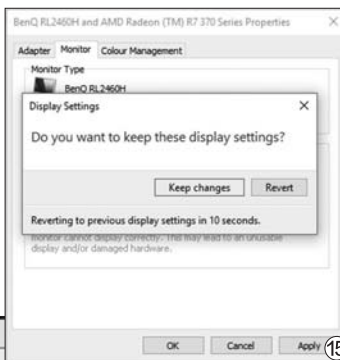 BenQ RL2460H and AMD Radeon (TM) R7 370 Series Properties
Adapter Monitor Colour Management
Monitor Type
BenQ RL2460H
Display Settings
Do you want to keep these display settings?
Keep changes Revert
Reverting to previous display settings in 10 seconds.
monitor cannot display correctly. This may lead to an unusable
display and/or damaged hardware.
OK Cancel Apply 15